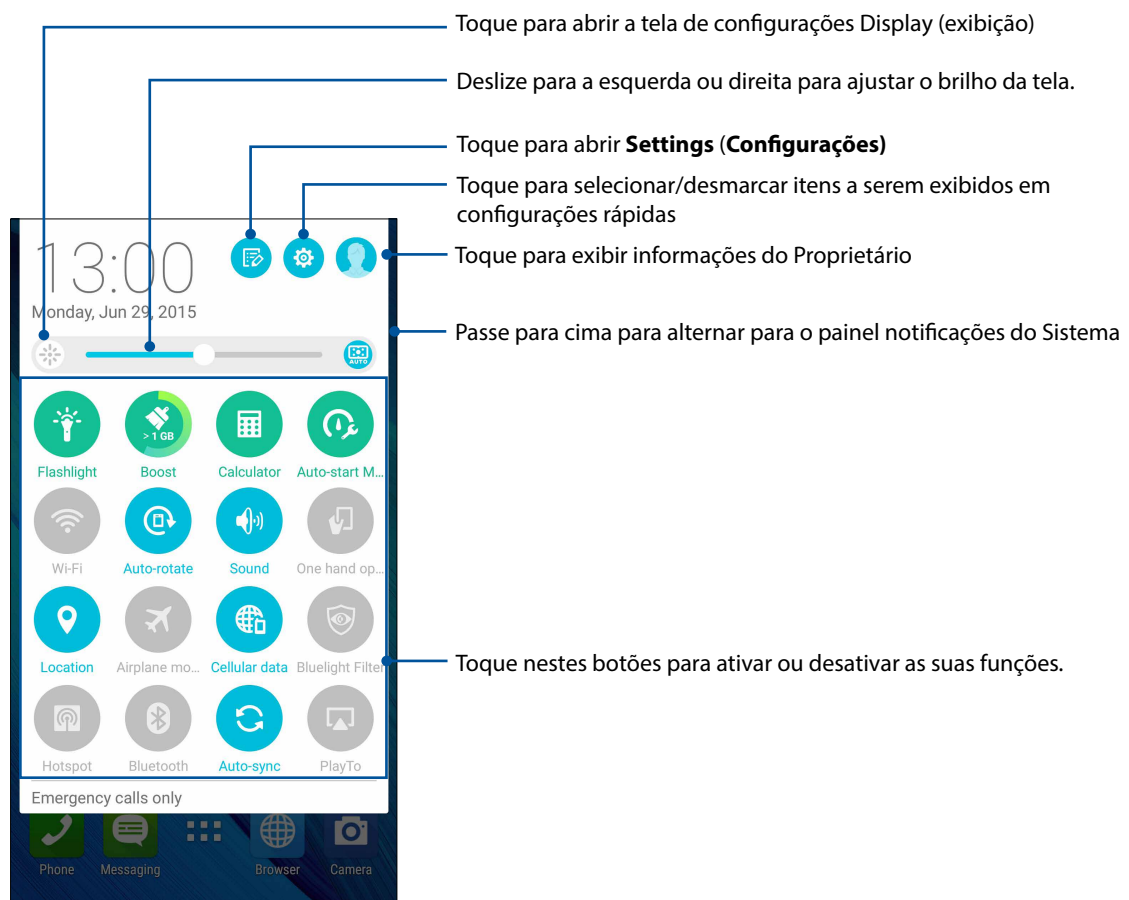 Toque para abrir a tela de configurações Display (exibição)
Deslize para a esquerda ou direita para ajustar o brilho da tela.
Toque para abrir Settings (Configurações)
Toque para selecionar/desmarcar itens a serem exibidos em
configurações rápidas
Toque para exibir informações do Proprietário
Passe para cima para alternar para o painel notificações do Sistema
Toque nestes botões para ativar ou desativar as suas funções.
13:00
Monday, Jun 29, 2015
AUTO
> 1 GB
Flashlight Boost Calculator Auto-start M...
Wi-Fi Auto-rotate Sound One hand op...
Location Airplane mo... Cellular data Bluelight Filter
Hotspot Bluetooth Auto-sync PlayTo
Emergency calls only
Phone Messaging Browser Camera